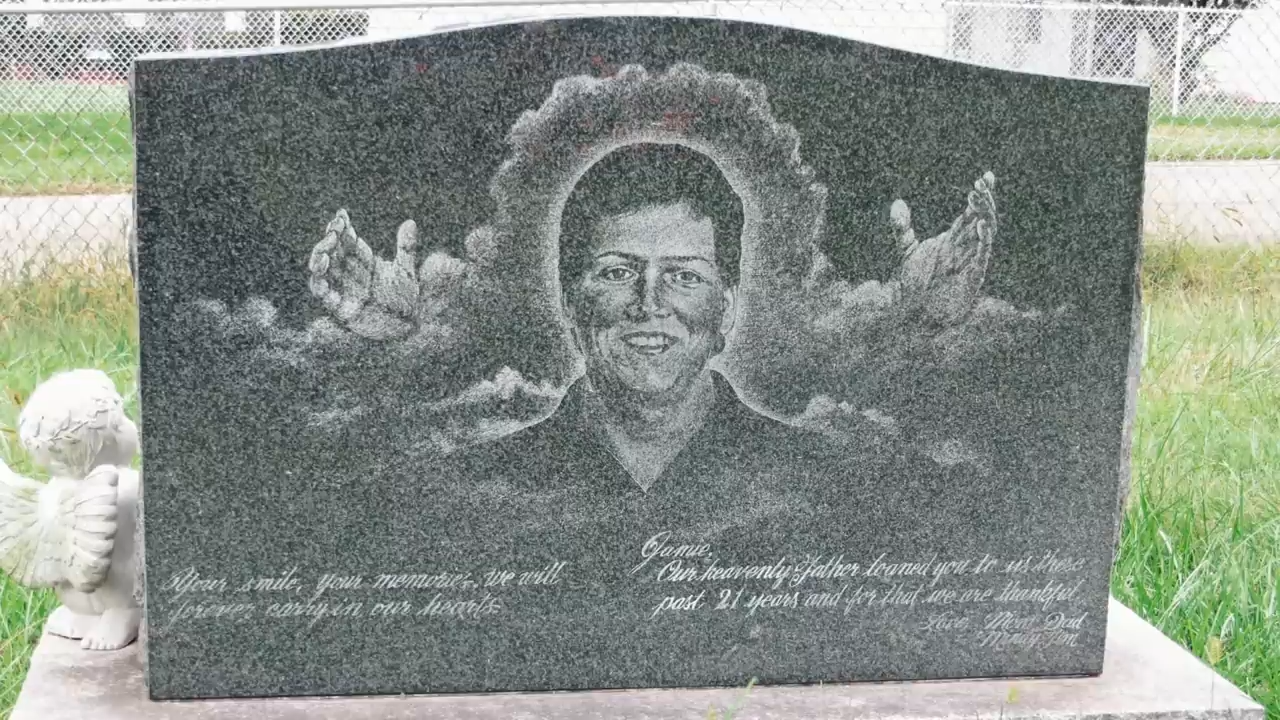 Your smile, your memories, we will
forever carry in our hearts.
Jamie,
Our heavenly Father loaned you to us these
past 21 years and for that we are thankful.
Love, Mom, Dad